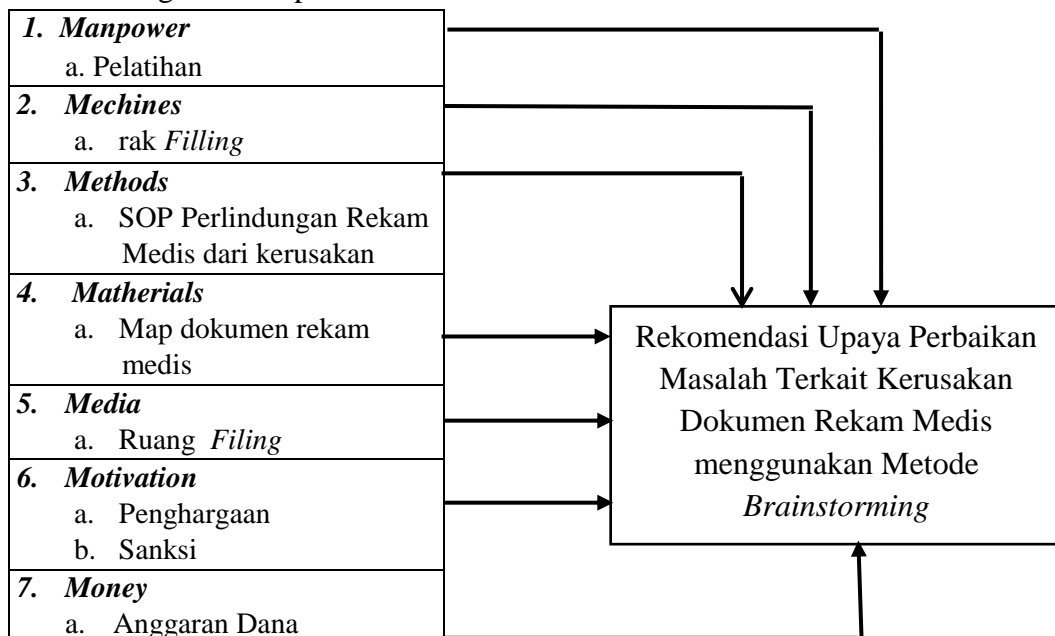 1. Manpower
a. Pelatihan
2. Mechines
a. rak Filling
3. Methods
a. SOP Perlindungan Rekam
Medis dari kerusakan
4. Matherials
a. Map dokumen rekam
medis
5. Media
a. Ruang Filing
6. Motivation
a. Penghargaan
b. Sanksi
7. Money
a. Anggaran Dana
Rekomendasi Upaya Perbaikan
Masalah Terkait Kerusakan
Dokumen Rekam Medis
menggunakan Metode
Brainstorming